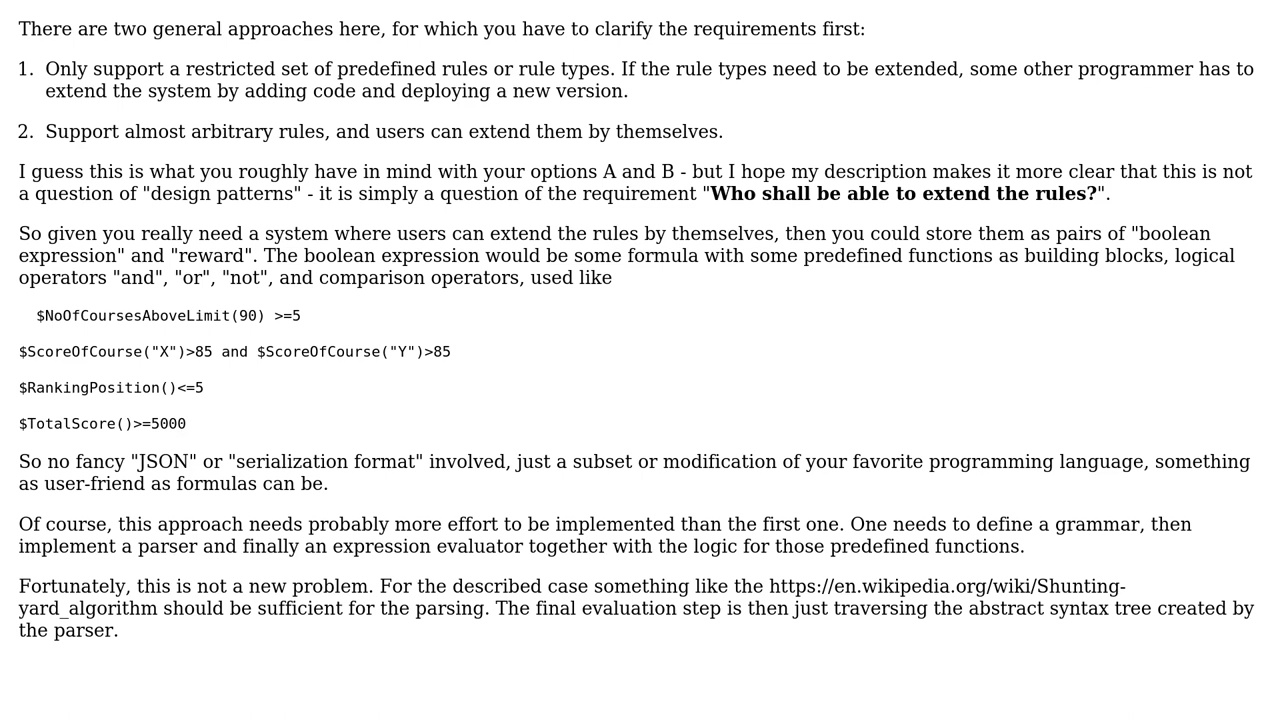 There are two general approaches here, for which you have to clarify the requirements first:
1. Only support a restricted set of predefined rules or rule types. If the rule types need to be extended, some other programmer has to
extend the system by adding code and deploying a new version.
2. Support almost arbitrary rules, and users can extend them by themselves.
I guess this is what you roughly have in mind with your options A and B - but I hope my description makes it more clear that this is not
a question of "design patterns" - it is simply a question of the requirement "Who shall be able to extend the rules?".
So given you really need a system where users can extend the rules by themselves, then you could store them as pairs of "boolean
expression" and "reward". The boolean expression would be some formula with some predefined functions as building blocks, logical
operators "and", "or", "not", and comparison operators, used like
$NoOfCoursesAboveLimit(90) >=5
$ScoreOfCourse("X")>85 and $ScoreOfCourse("Y")>85
$RankingPosition()<=5
$TotalScore()>=5000
So no fancy "JSON" or "serialization format" involved, just a subset or modification of your favorite programming language, something
as user-friend as formulas can be.
Of course, this approach needs probably more effort to be implemented than the first one. One needs to define a grammar, then
implement a parser and finally an expression evaluator together with the logic for those predefined functions.
Fortunately, this is not a new problem. For the described case something like the https://en.wikipedia.org/wiki/Shunting-
yard_algorithm should be sufficient for the parsing. The final evaluation step is then just traversing the abstract syntax tree created by
the parser.